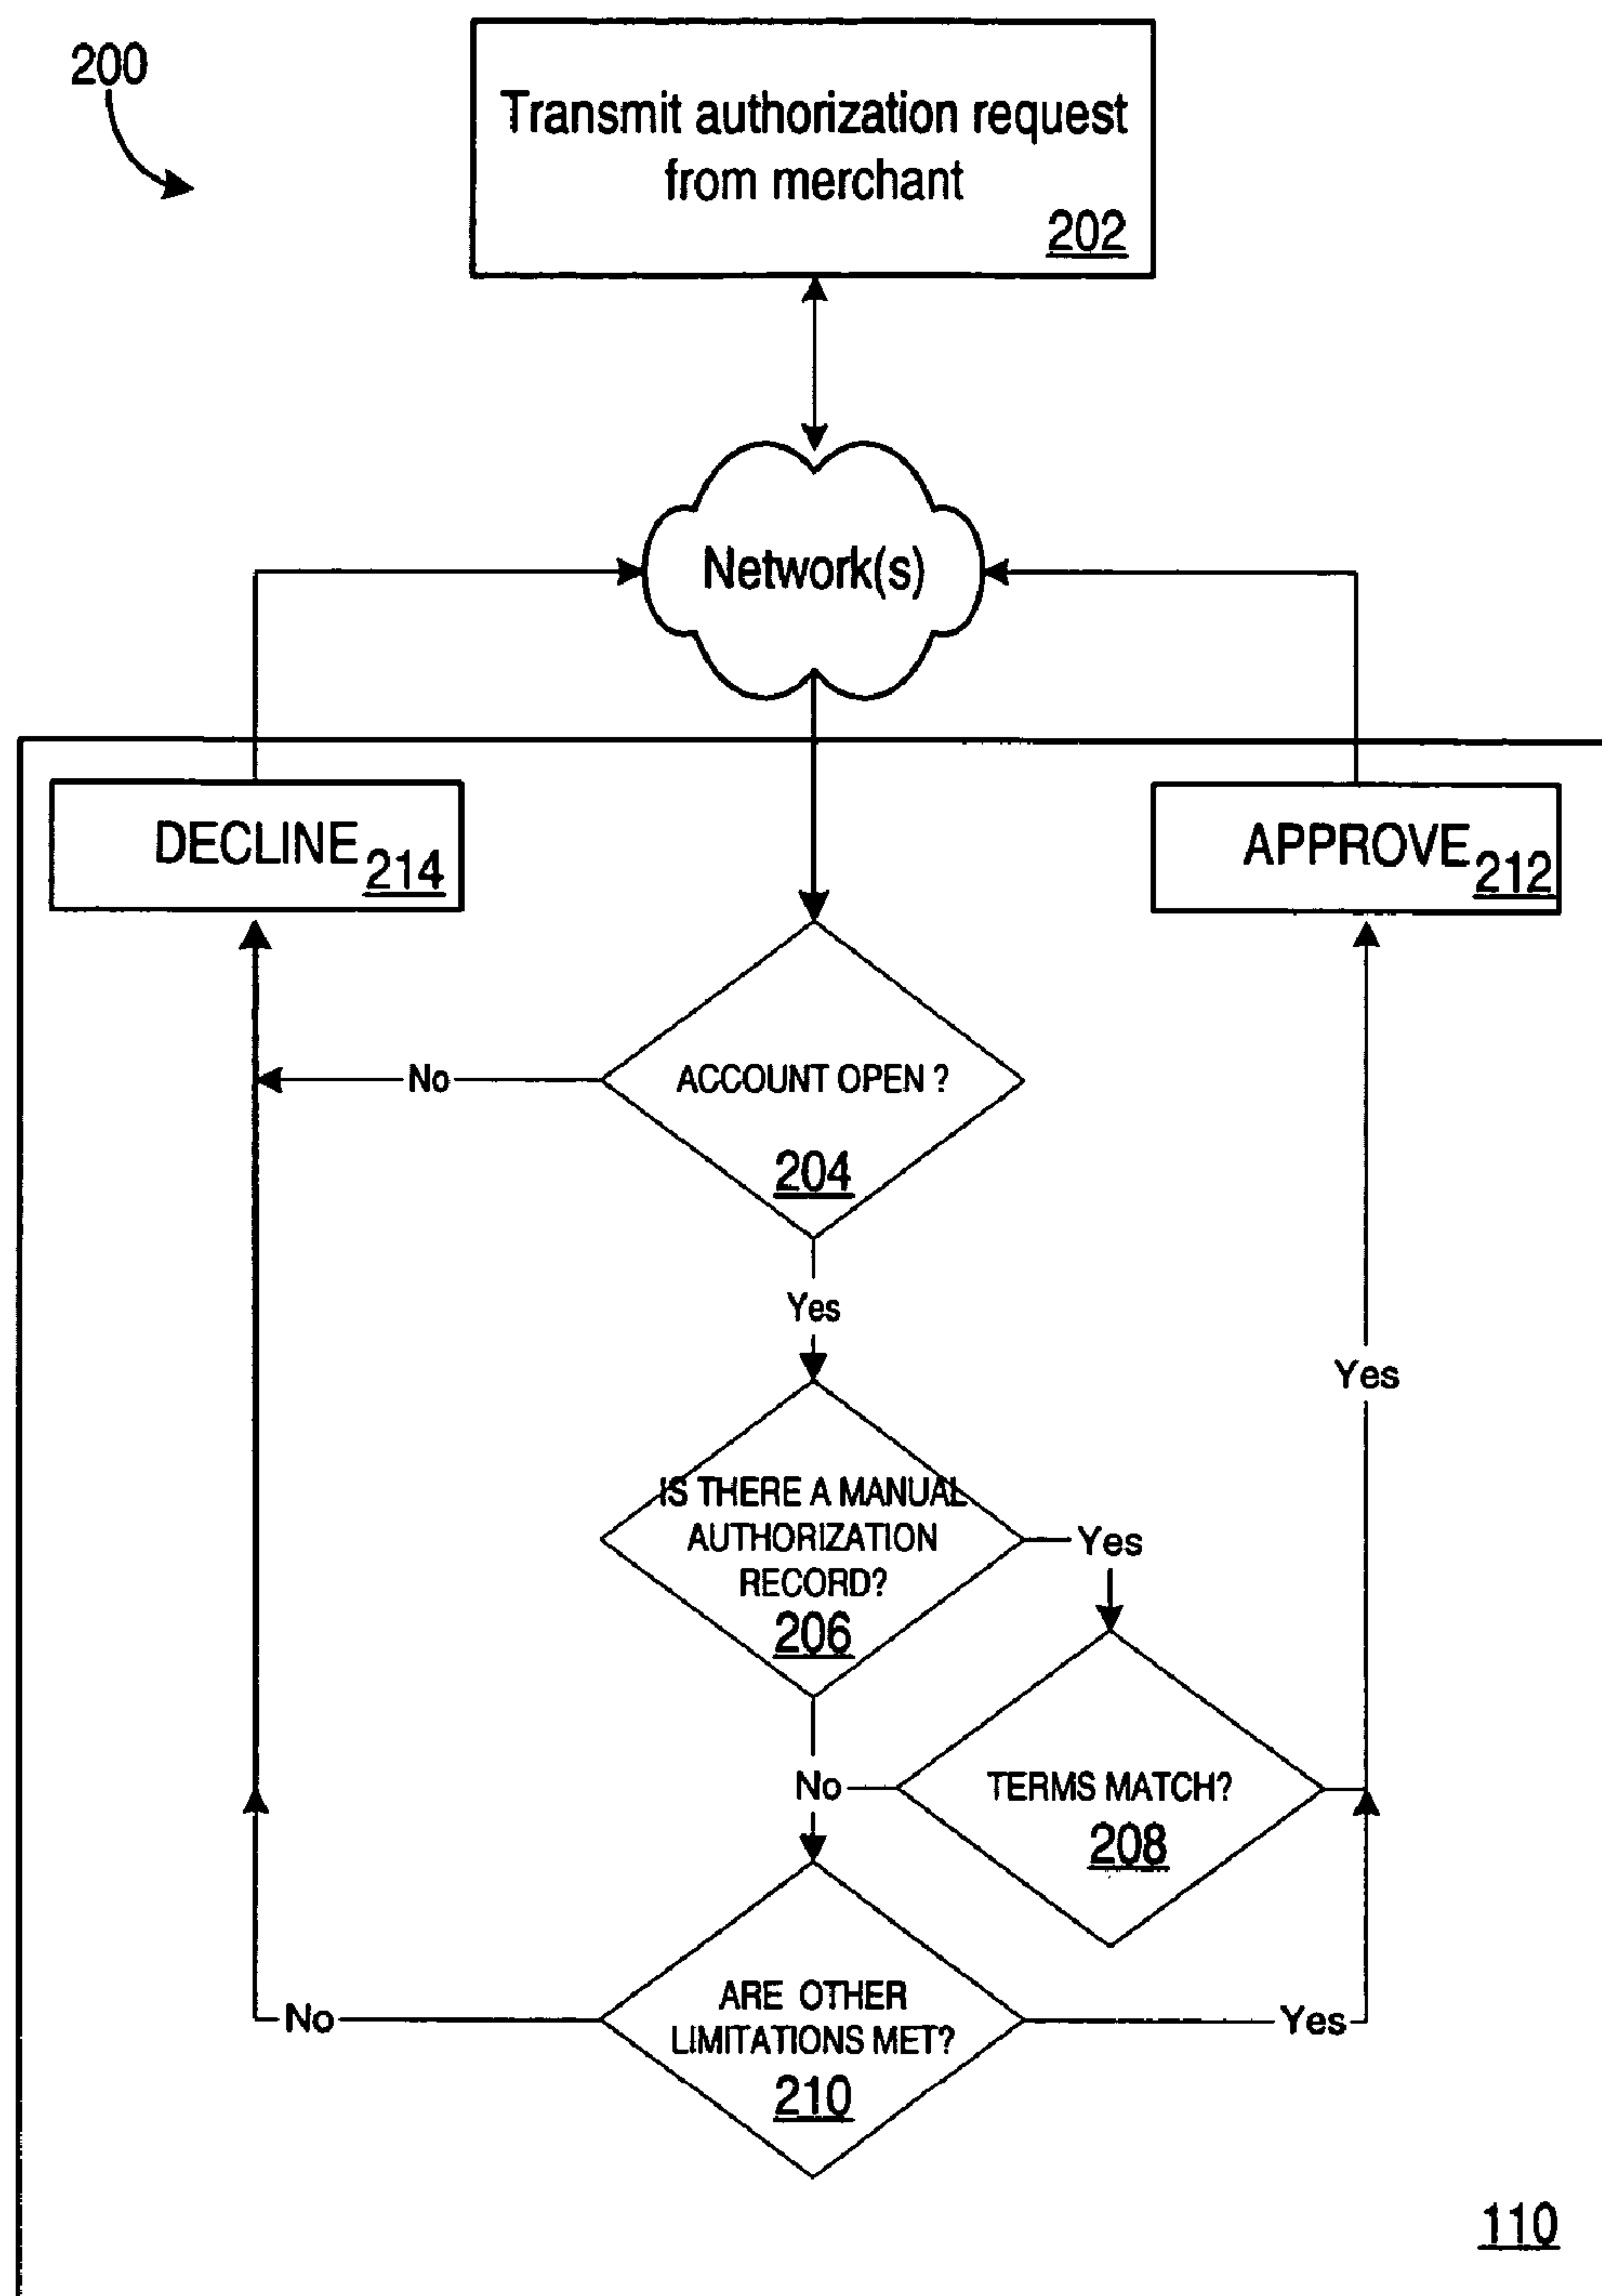 200
Transmit authorization request
from merchant
202
Network(s)
DECLINE
214
APPROVE
212
ACCOUNT OPEN ?
204
No
Yes
Yes
IS THERE A MANUAL
AUTHORIZATION
RECORD?
206
Yes
No
TERMS MATCH?
208
ARE OTHER
LIMITATIONS MET?
210
No
Yes
110